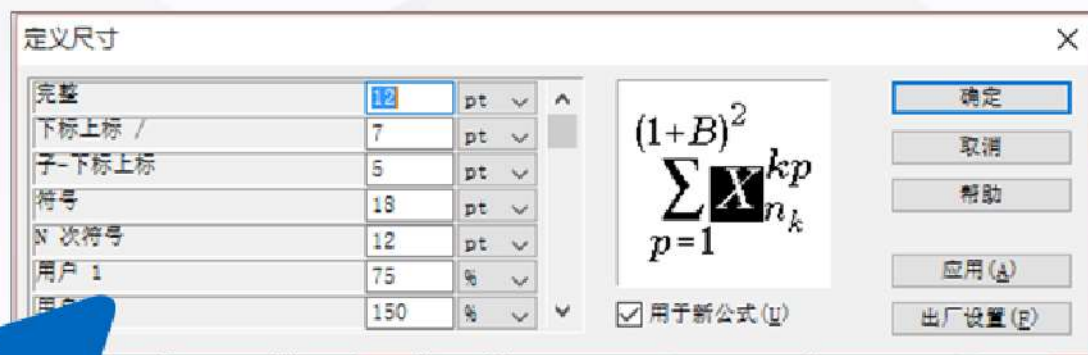 定义尺寸
完整 12 pt
下标上标 / 7 pt
子-下标上标 5 pt
符号 18 pt
N 次符号 12 pt
用户 1 75 %
150 %
(1+B)²
∑ X kp n k
p=1
用于新公式(U)
确定
取消
帮助
应用(A)
出厂设置(F)